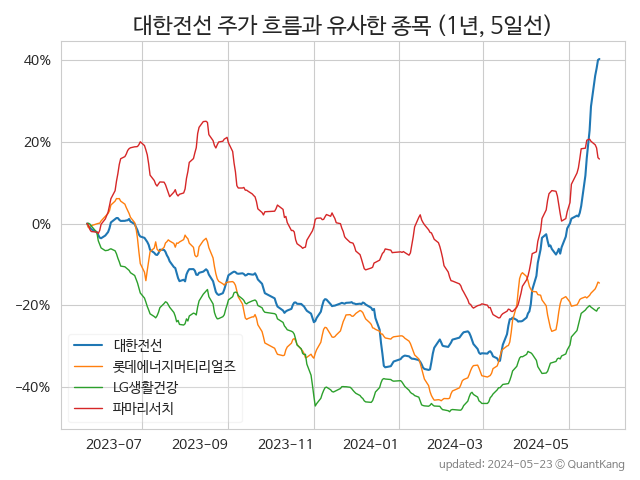 대한전선 주가 흐름과 유사한 종목 (1년, 5일선)
40%
20%
0%
−20%
−40%
대한전선
롯데에너지머티리얼즈
LG생활건강
파마리서치
2023-07 2023-09 2023-11 2024-01 2024-03 2024-05
updated: 2024-05-23 ⓒ QuantKang